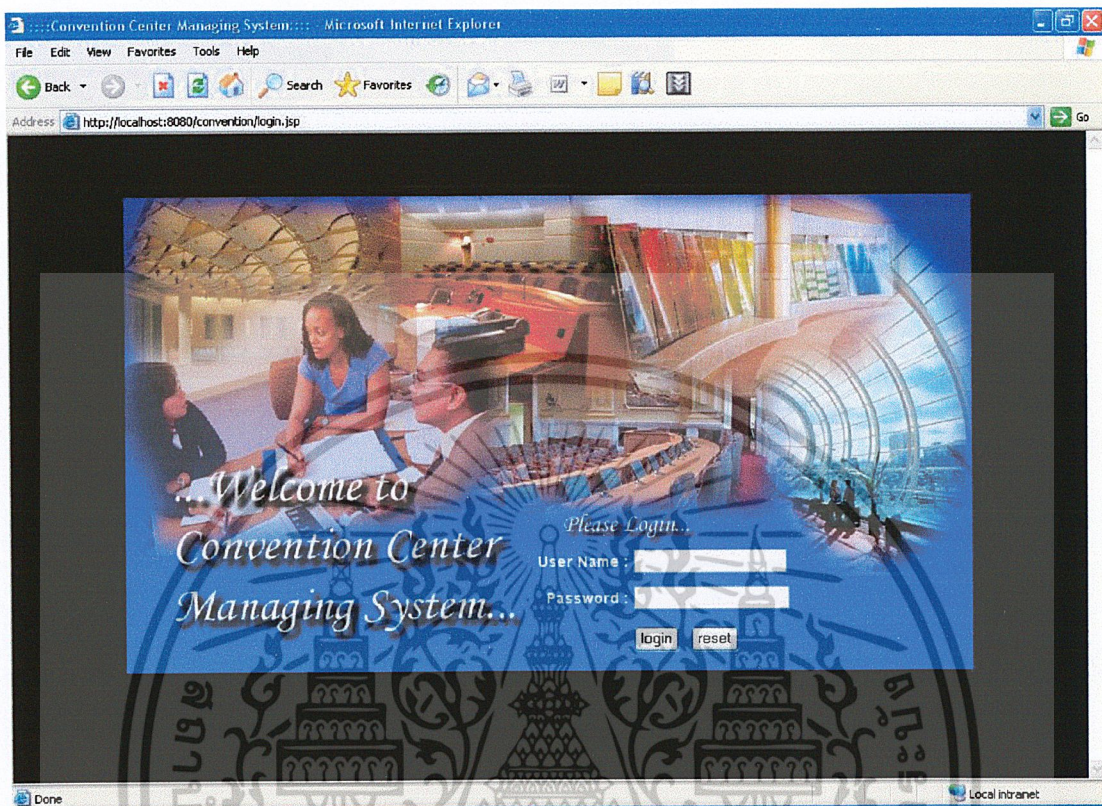 ::::Convention Center Managing System:::: - Microsoft Internet Explorer
File Edit View Favorites Tools Help
Back Search Favorites
Address http://localhost:8080/convention/login.jsp Go
...Welcome to
Convention Center
Managing System...
Please Login...
User Name :
Password :
login reset
Done Local intranet